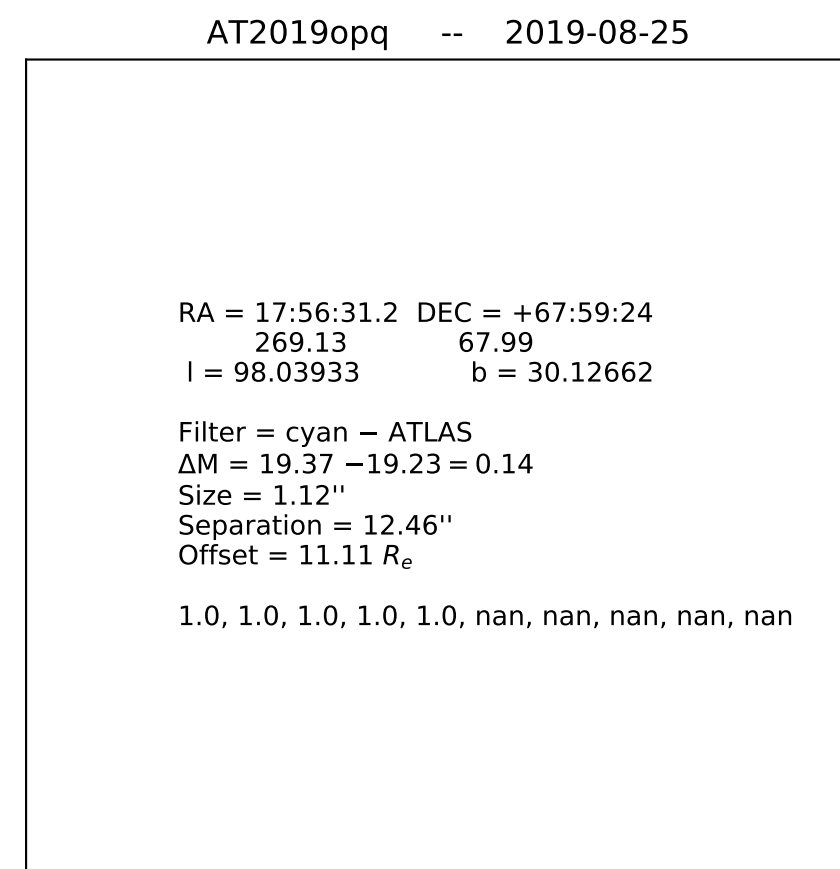 AT2019opq -- 2019-08-25
RA = 17:56:31.2 DEC = +67:59:24
269.13 67.99
l = 98.03933 b = 30.12662
Filter = cyan − ATLAS
ΔM = 19.37 −19.23 = 0.14
Size = 1.12''
Separation = 12.46''
Offset = 11.11 Rₑ
1.0, 1.0, 1.0, 1.0, 1.0, nan, nan, nan, nan, nan